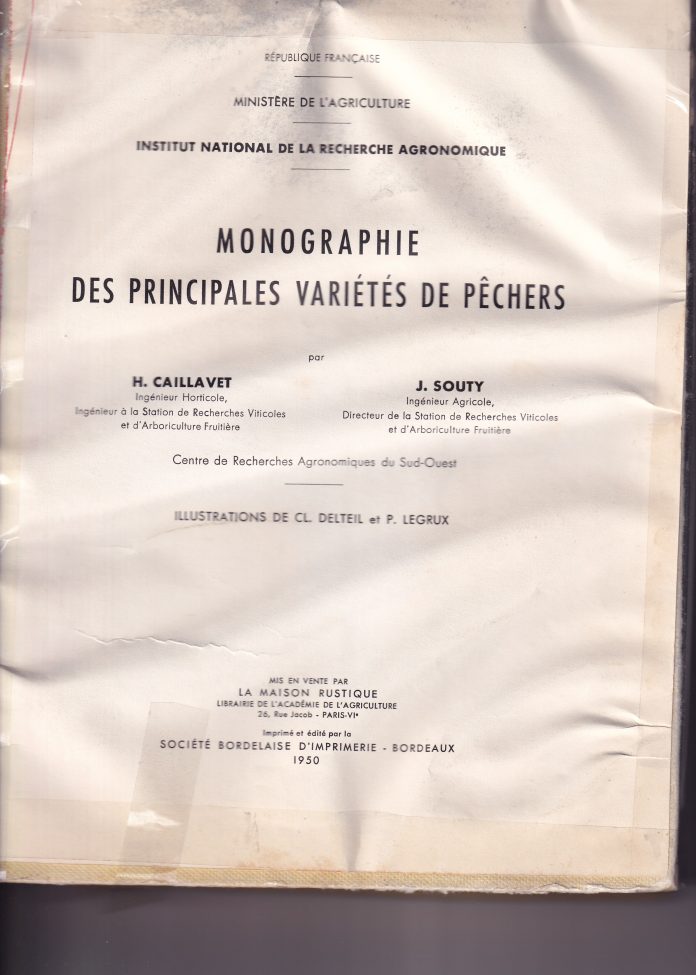 RÉPUBLIQUE FRANÇAISE
MINISTÈRE DE L'AGRICULTURE
INSTITUT NATIONAL DE LA RECHERCHE AGRONOMIQUE
MONOGRAPHIE
DES PRINCIPALES VARIÉTÉS DE PÊCHERS
par
H. CAILLAVET
Ingénieur Horticole,
Ingénieur à la Station de Recherches Viticoles
et d'Arboriculture Fruitière
J. SOUTY
Ingénieur Agricole,
Directeur de la Station de Recherches Viticoles
et d'Arboriculture Fruitière
Centre de Recherches Agronomiques du Sud-Ouest
ILLUSTRATIONS DE CL. DELTEIL et P. LEGRUX
MIS EN VENTE PAR
LA MAISON RUSTIQUE
LIBRAIRIE DE L'ACADÉMIE DE L'AGRICULTURE
26, Rue Jacob - PARIS-VIᵉ
Imprimé et édité par la
SOCIÉTÉ BORDELAISE D'IMPRIMERIE - BORDEAUX
1950